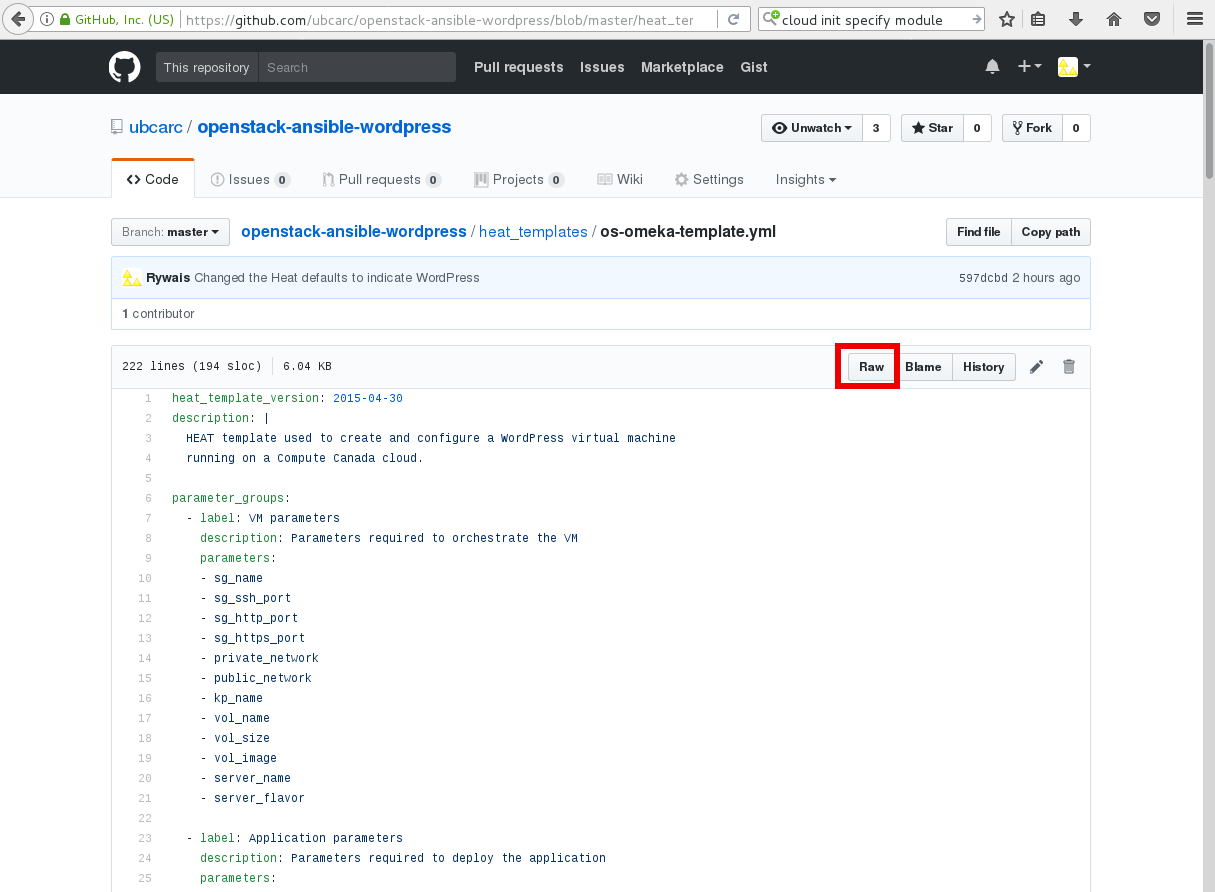 GitHub, Inc. (US) https://github.com/ubcarc/openstack-ansible-wordpress/blob/master/heat_ter cloud init specify module
This repository Search Pull requests Issues Marketplace Gist
ubcarc / openstack-ansible-wordpress Unwatch 3 Star 0 Fork 0
Code Issues 0 Pull requests 0 Projects 0 Wiki Settings Insights
Branch: master openstack-ansible-wordpress / heat_templates / os-omeka-template.yml Find file Copy path
Rywais Changed the Heat defaults to indicate WordPress 597dcbd 2 hours ago
1 contributor
222 lines (194 sloc) 6.04 KB Raw Blame History
1 heat_template_version: 2015-04-30
2 description: |
3 HEAT template used to create and configure a WordPress virtual machine
4 running on a Compute Canada cloud.
5
6 parameter_groups:
7 - label: VM parameters
8 description: Parameters required to orchestrate the VM
9 parameters:
10 - sg_name
11 - sg_ssh_port
12 - sg_http_port
13 - sg_https_port
14 - private_network
15 - public_network
16 - kp_name
17 - vol_name
18 - vol_size
19 - vol_image
20 - server_name
21 - server_flavor
22
23 - label: Application parameters
24 description: Parameters required to deploy the application
25 parameters: